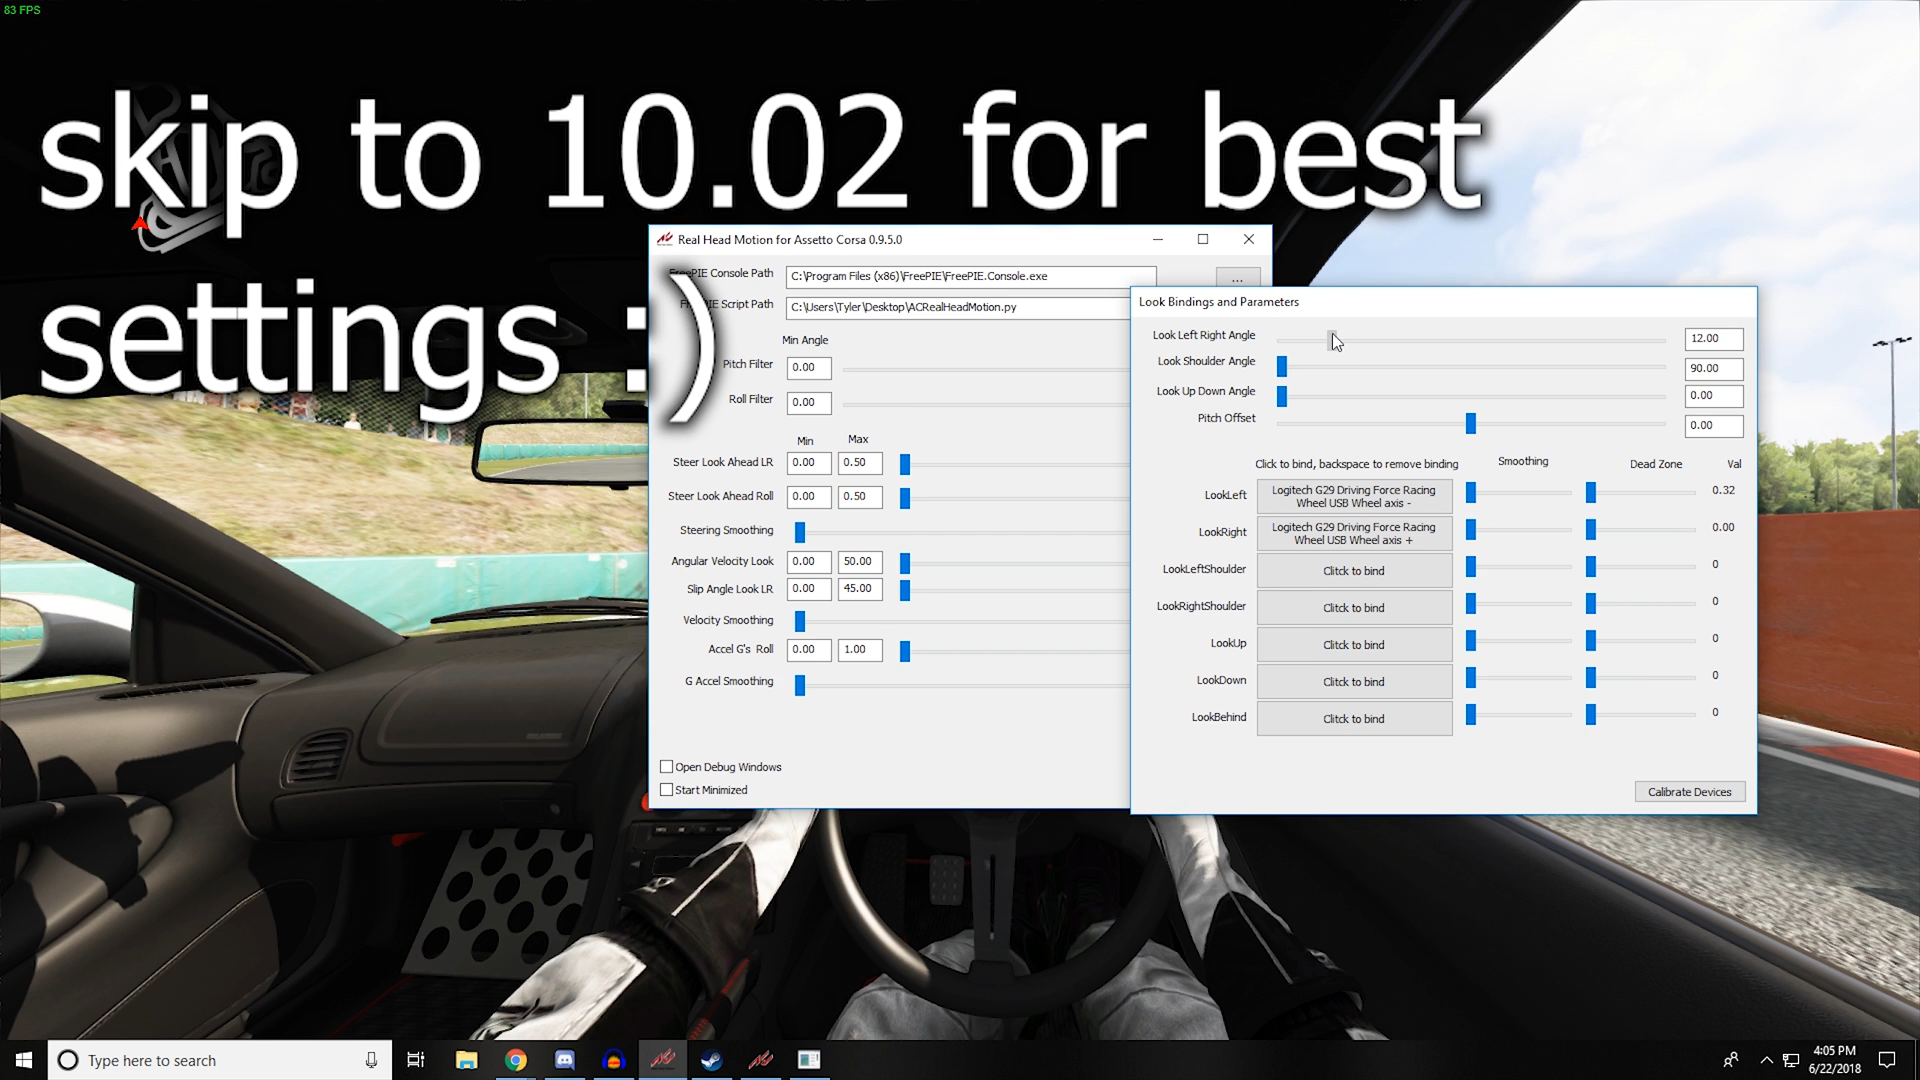 83 FPS
skip to 10.02 for best
settings :)
Real Head Motion for Assetto Corsa 0.9.5.0
FreePIE Console Path
C:\Program Files (x86)\FreePIE\FreePIE.Console.exe
...
Script Path
C:\Users\Tyler\Desktop\ACRealHeadMotion.py
Min Angle
Pitch Filter
0.00
Roll Filter
0.00
Min Max
Steer Look Ahead LR 0.00 0.50
Steer Look Ahead Roll 0.00 0.50
Steering Smoothing
Angular Velocity Look 0.00 50.00
Slip Angle Look LR 0.00 45.00
Velocity Smoothing
Accel G's Roll 0.00 1.00
G Accel Smoothing
Open Debug Windows
Start Minimized
Look Bindings and Parameters
Look Left Right Angle 12.00
Look Shoulder Angle 90.00
Look Up Down Angle 0.00
Pitch Offset 0.00
Click to bind, backspace to remove binding Smoothing Dead Zone Val
LookLeft
Logitech G29 Driving Force Racing
Wheel USB Wheel axis -
0.32
LookRight
Logitech G29 Driving Force Racing
Wheel USB Wheel axis +
0.00
LookLeftShoulder Click to bind 0
LookRightShoulder Click to bind 0
LookUp Click to bind 0
LookDown Click to bind 0
LookBehind Click to bind 0
Calibrate Devices
Type here to search
4:05 PM
6/22/2018